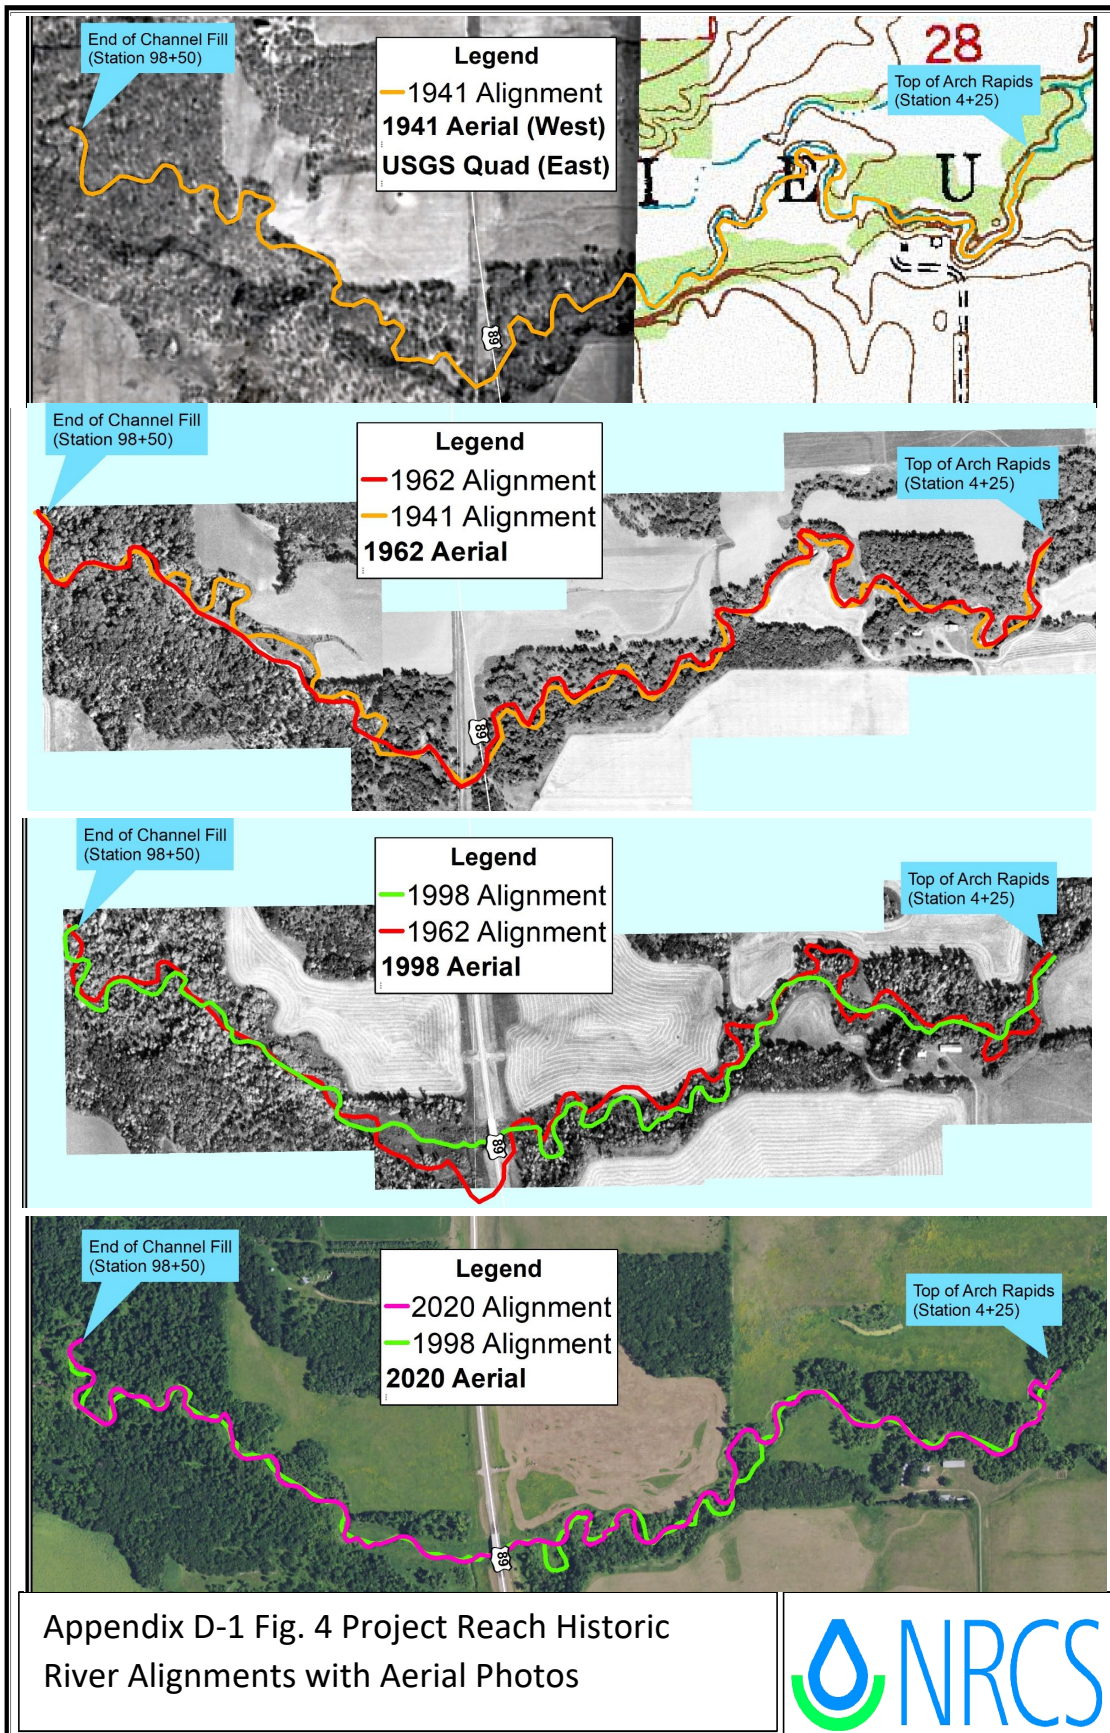 End of Channel Fill
(Station 98+50)
Legend
1941 Alignment
1941 Aerial (West)
USGS Quad (East)
28
Top of Arch Rapids
(Station 4+25)
I E U
89
End of Channel Fill
(Station 98+50)
Legend
1962 Alignment
1941 Alignment
1962 Aerial
Top of Arch Rapids
(Station 4+25)
89
End of Channel Fill
(Station 98+50)
Legend
1998 Alignment
1962 Alignment
1998 Aerial
Top of Arch Rapids
(Station 4+25)
89
End of Channel Fill
(Station 98+50)
Legend
2020 Alignment
1998 Alignment
2020 Aerial
Top of Arch Rapids
(Station 4+25)
89
Appendix D-1 Fig. 4 Project Reach Historic
River Alignments with Aerial Photos
NRCS